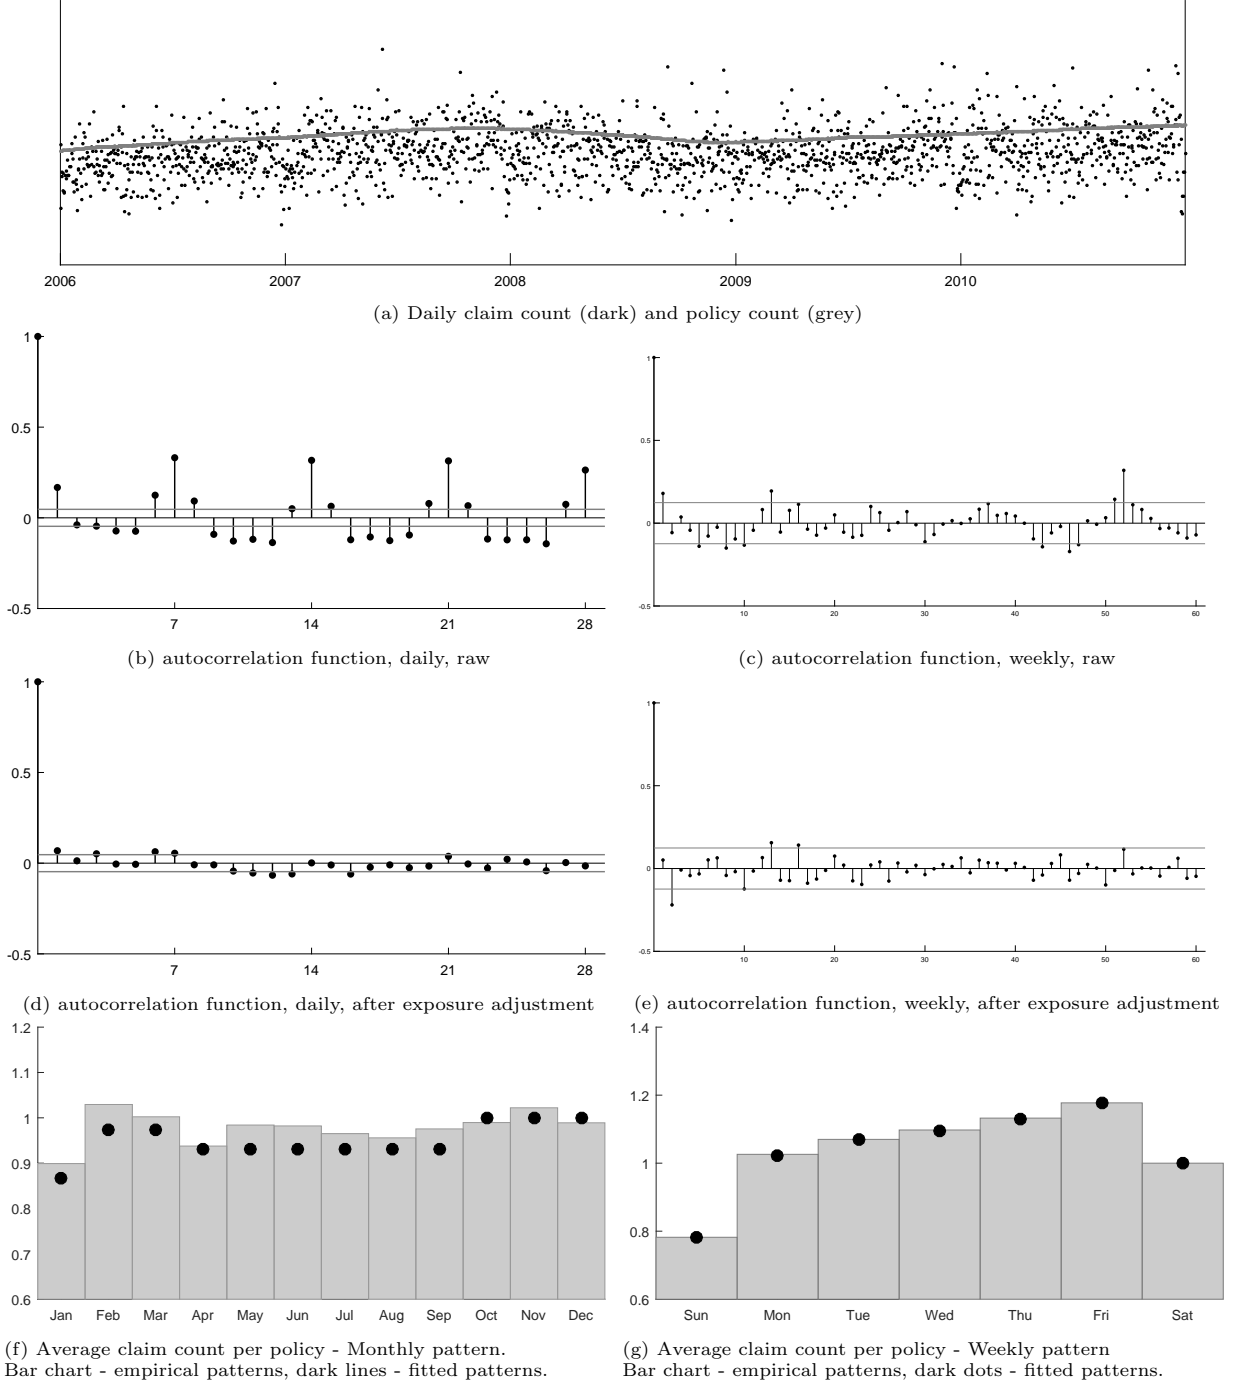 2006 2007 2008 2009 2010
(a) Daily claim count (dark) and policy count (grey)
1
0.5
0
-0.5
7 14 21 28
(b) autocorrelation function, daily, raw
1
0.5
0
-0.5
10 20 30 40 50 60
(c) autocorrelation function, weekly, raw
1
0.5
0
-0.5
7 14 21 28
(d) autocorrelation function, daily, after exposure adjustment
1
0.5
0
-0.5
10 20 30 40 50 60
(e) autocorrelation function, weekly, after exposure adjustment
1.2
1.1
1
0.9
0.8
0.7
0.6
Jan Feb Mar Apr May Jun Jul Aug Sep Oct Nov Dec
(f) Average claim count per policy - Monthly pattern.
Bar chart - empirical patterns, dark lines - fitted patterns.
1.4
1.2
1
0.8
0.6
Sun Mon Tue Wed Thu Fri Sat
(g) Average claim count per policy - Weekly pattern
Bar chart - empirical patterns, dark dots - fitted patterns.